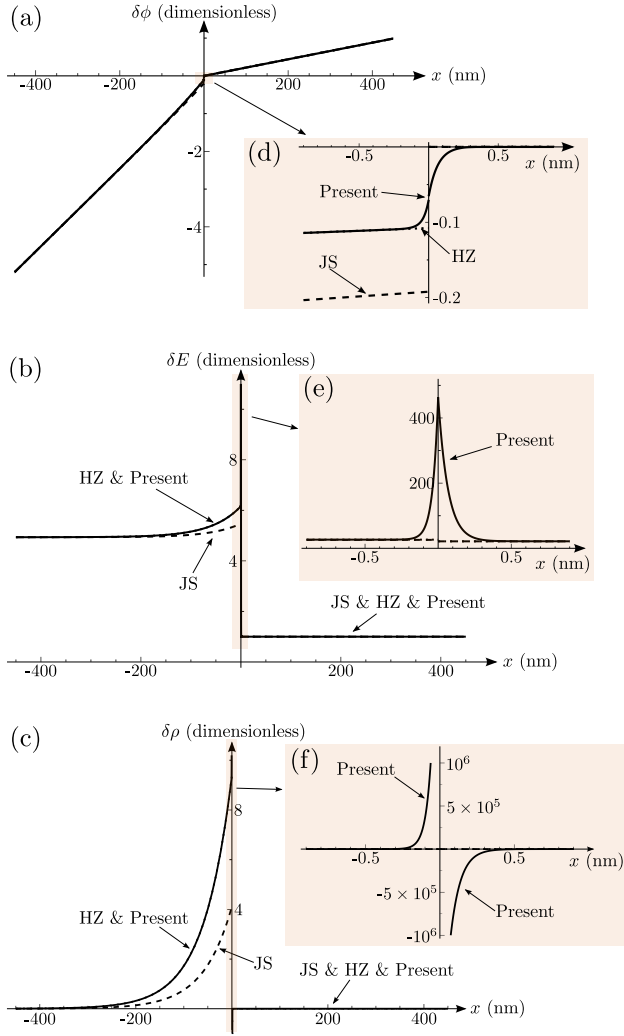 (a)
δϕ (dimensionless)
-400
-200
200
400
x (nm)
-2
-4
(d)
-0.5
0.5
x (nm)
Present
-0.1
HZ
JS
-0.2
(b)
δE (dimensionless)
8
HZ & Present
JS
4
JS & HZ & Present
-400
-200
200
400
x (nm)
(e)
400
Present
200
-0.5
0.5
x (nm)
(c)
δρ (dimensionless)
8
HZ & Present
4
JS
JS & HZ & Present
-400
-200
200
400
x (nm)
(f)
Present
10⁶
5 × 10⁵
-0.5
0.5
x (nm)
-5 × 10⁵
Present
-10⁶